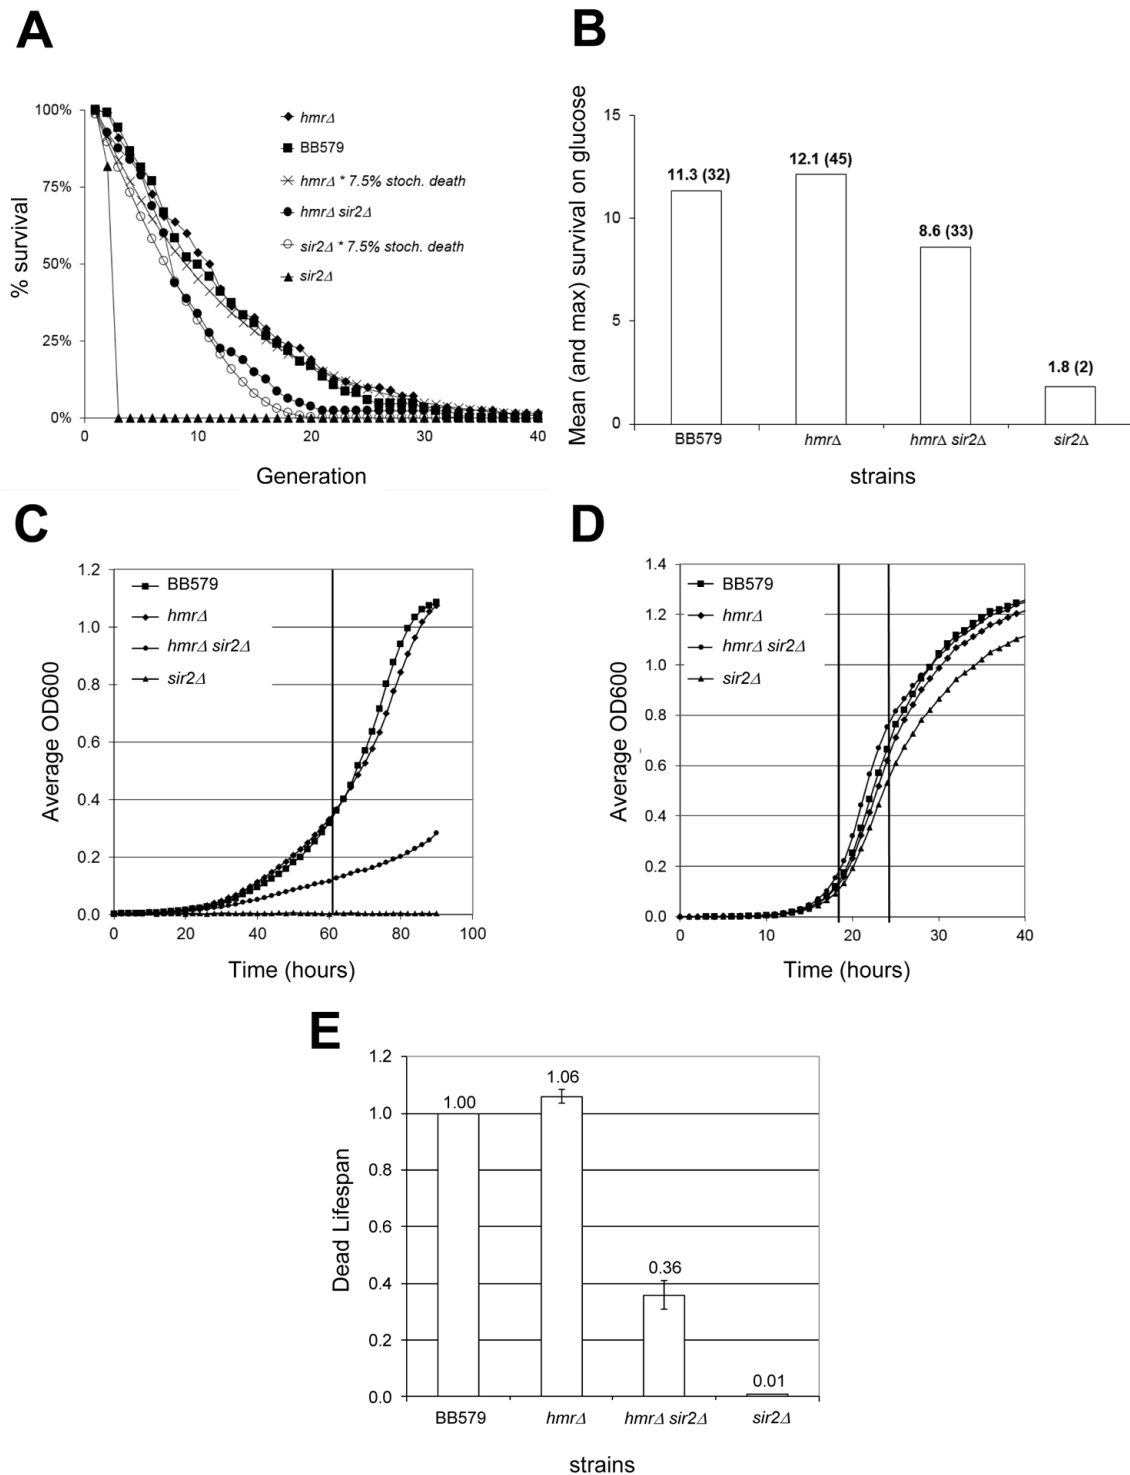 A
% survival
100%
75%
50%
25%
0%
0
10
20
30
40
Generation
hmrΔ
BB579
hmrΔ * 7.5% stoch. death
hmrΔ sir2Δ
sir2Δ * 7.5% stoch. death
sir2Δ
B
Mean (and max) survival on glucose
15
10
5
0
11.3 (32)
12.1 (45)
8.6 (33)
1.8 (2)
BB579
hmrΔ
hmrΔ sir2Δ
sir2Δ
strains
C
Average OD600
1.2
1.0
0.8
0.6
0.4
0.2
0.0
BB579
hmrΔ
hmrΔ sir2Δ
sir2Δ
0
20
40
60
80
100
Time (hours)
D
Average OD600
1.4
1.2
1.0
0.8
0.6
0.4
0.2
0.0
BB579
hmrΔ
hmrΔ sir2Δ
sir2Δ
0
10
20
30
40
Time (hours)
E
Dead Lifespan
1.2
1.0
0.8
0.6
0.4
0.2
0.0
1.00
1.06
0.36
0.01
BB579
hmrΔ
hmrΔ sir2Δ
sir2Δ
strains